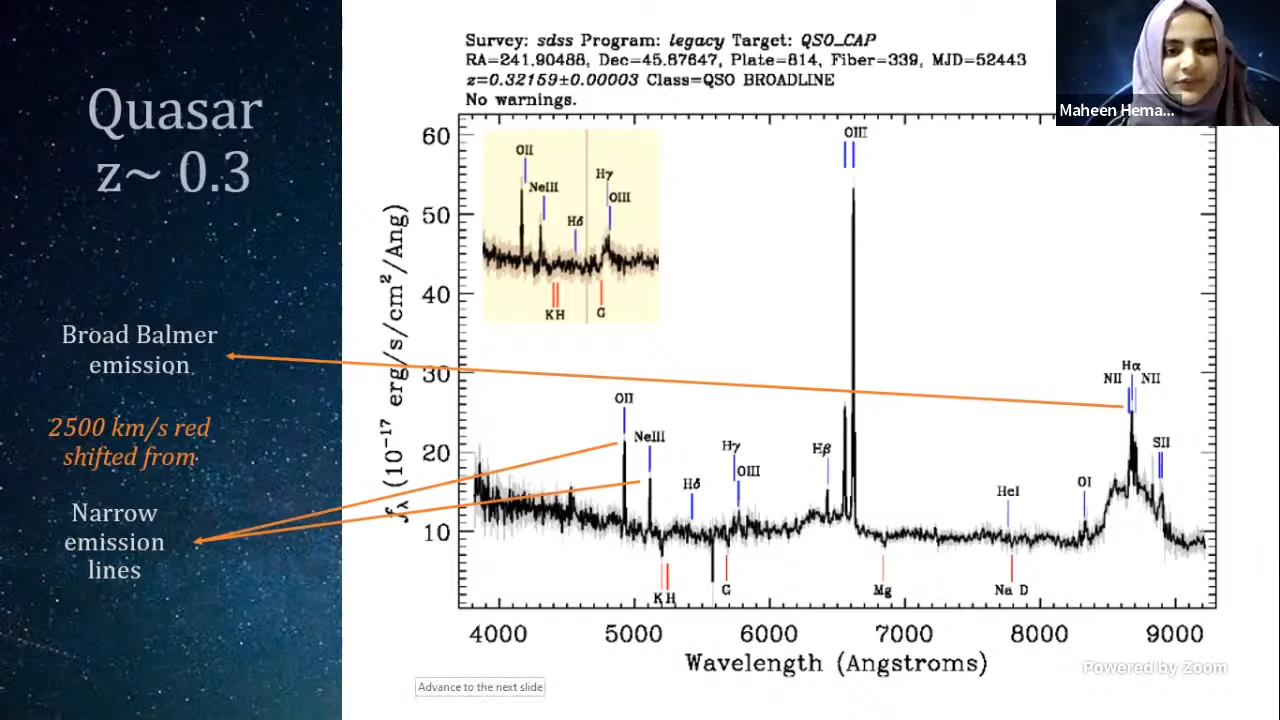 Quasar
z~ 0.3
Broad Balmer
emission
2500 km/s red
shifted from
Narrow
emission
lines
Survey: sdss Program: legacy Target: QSO_CAP
RA=241.90488, Dec=45.87647, Plate=814, Fiber=339, MJD=52443
z=0.32159±0.00003 Class=QSO BROADLINE
No warnings.
Maheen Hema...
60
50
40
30
20
10
fλ (10⁻¹⁷ erg/s/cm²/Ang)
OII
NeIII
Hδ
Hγ
OIII
K H
G
OII
NeIII
Hδ
Hγ
OIII
Hβ
OIII
HeI
OI
NII
Hα
NII
SII
K H
G
Mg
Na D
4000 5000 6000 7000 8000 9000
Wavelength (Angstroms)
Powered by Zoom
Advance to the next slide